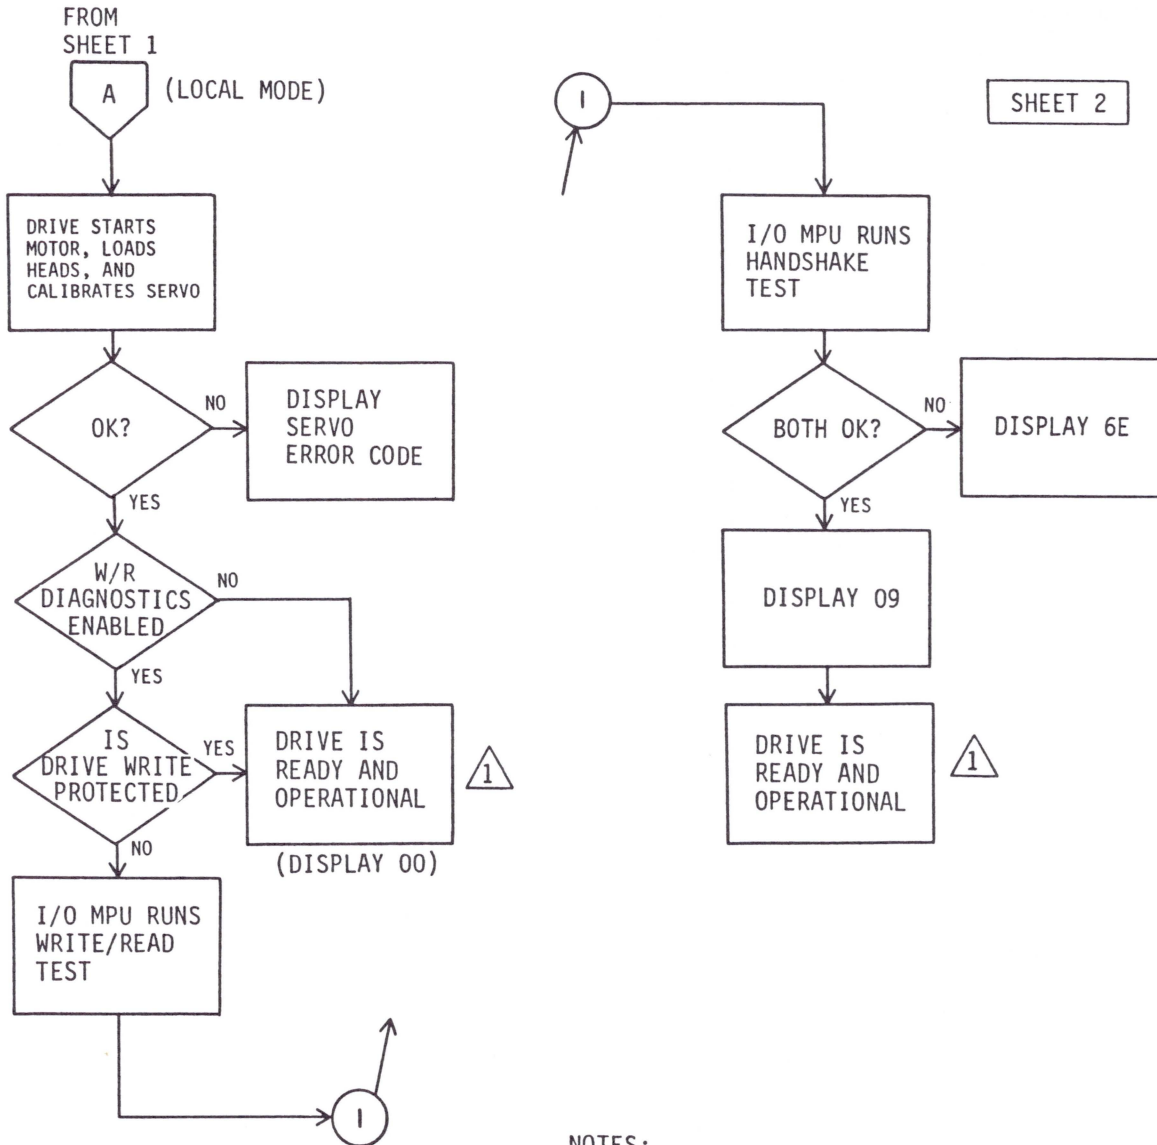 FROM
SHEET 1
A
(LOCAL MODE)
DRIVE STARTS
MOTOR, LOADS
HEADS, AND
CALIBRATES SERVO
OK?
NO
DISPLAY
SERVO
ERROR CODE
YES
W/R
DIAGNOSTICS
ENABLED
NO
YES
IS
DRIVE WRITE
PROTECTED
YES
DRIVE IS
READY AND
OPERATIONAL
1
(DISPLAY 00)
NO
I/O MPU RUNS
WRITE/READ
TEST
I
I
SHEET 2
I/O MPU RUNS
HANDSHAKE
TEST
BOTH OK?
NO
DISPLAY 6E
YES
DISPLAY 09
DRIVE IS
READY AND
OPERATIONAL
1
NOTES: